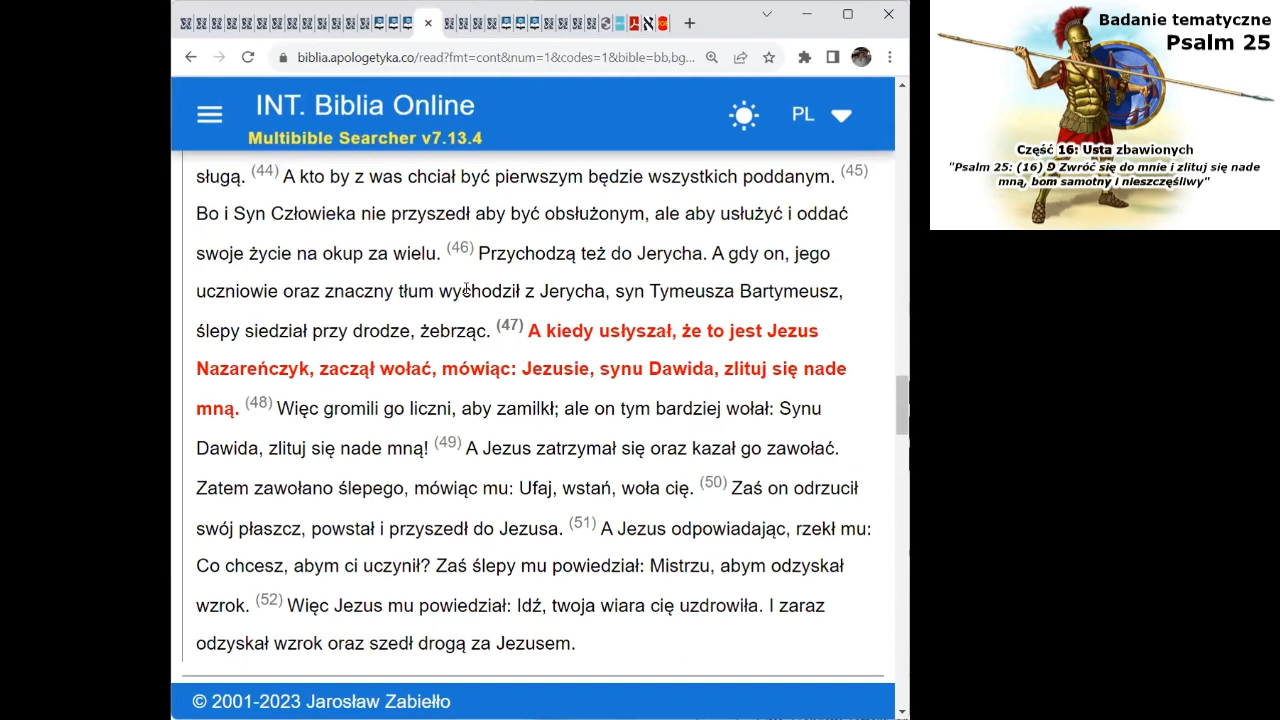 biblia.apologetyka.co/read?fmt=cont&num=1&codes=1&bible=bb,bg...
INT. Biblia Online
Multibible Searcher v7.13.4
PL
sługą. (44) A kto by z was chciał być pierwszym będzie wszystkich poddanym. (45)
Bo i Syn Człowieka nie przyszedł aby być obsłużonym, ale aby usłużyć i oddać
swoje życie na okup za wielu. (46) Przychodzą też do Jerycha. A gdy on, jego
uczniowie oraz znaczny tłum wychodził z Jerycha, syn Tymeusza Bartymeusz,
ślepy siedział przy drodze, żebrząc. (47) A kiedy usłyszał, że to jest Jezus
Nazareńczyk, zaczął wołać, mówiąc: Jezusie, synu Dawida, zlituj się nade
mną. (48) Więc gromili go liczni, aby zamilkł; ale on tym bardziej wołał: Synu
Dawida, zlituj się nade mną! (49) A Jezus zatrzymał się oraz kazał go zawołać.
Zatem zawołano ślepego, mówiąc mu: Ufaj, wstań, woła cię. (50) Zaś on odrzucił
swój płaszcz, powstał i przyszedł do Jezusa. (51) A Jezus odpowiadając, rzekł mu:
Co chcesz, abym ci uczynił? Zaś ślepy mu powiedział: Mistrzu, abym odzyskał
wzrok. (52) Więc Jezus mu powiedział: Idź, twoja wiara cię uzdrowiła. I zaraz
odzyskał wzrok oraz szedł drogą za Jezusem.
© 2001-2023 Jarosław Zabiełło
Badanie tematyczne
Psalm 25
Część 16: Usta zbawionych
"Psalm 25: (16) Zwróć się do mnie i zlituj się nade
mną, bom samotny i nieszczęśliwy"